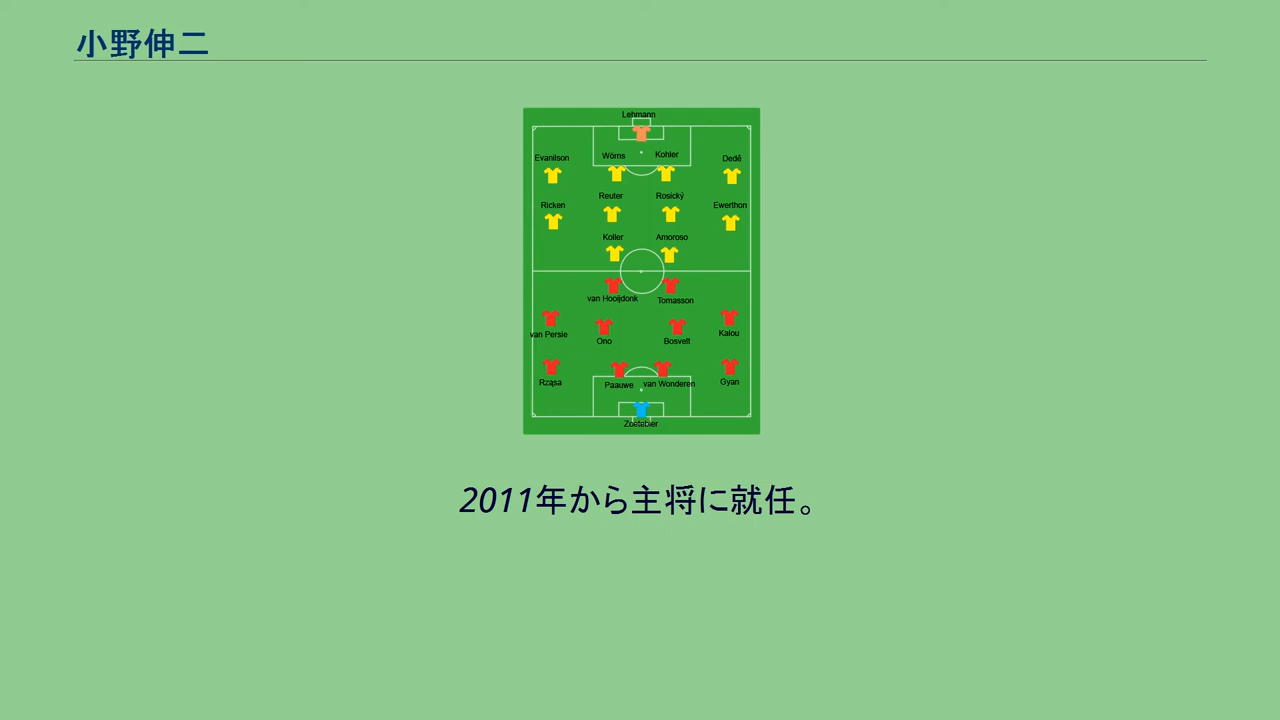 小野伸二
Lehmann
Evanilson Wörns Kohler Dedê
Ricken Reuter Rosický Ewerthon
Koller Amoroso
van Hooijdonk Tomasson
van Persie Ono Bosvelt Kalou
Rząsa Paauwe van Wonderen Gyan
Zoetebier
2011年から主将に就任。